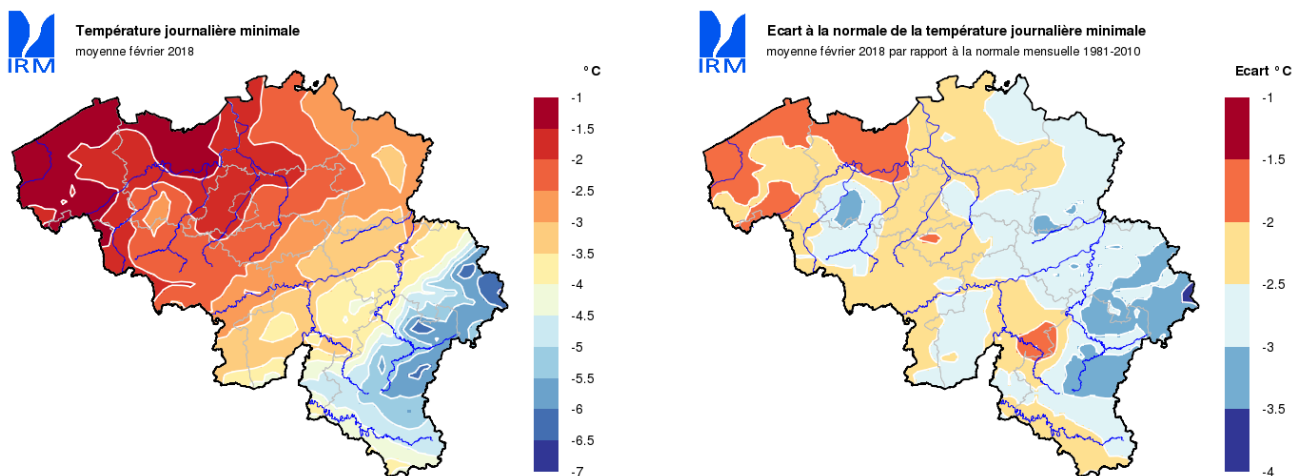 Température journalière minimale
moyenne février 2018
IRM
°C
-1
-1.5
-2
-2.5
-3
-3.5
-4
-4.5
-5
-5.5
-6
-6.5
-7
Ecart à la normale de la température journalière minimale
moyenne février 2018 par rapport à la normale mensuelle 1981-2010
IRM
Ecart °C
-1
-1.5
-2
-2.5
-3
-3.5
-4